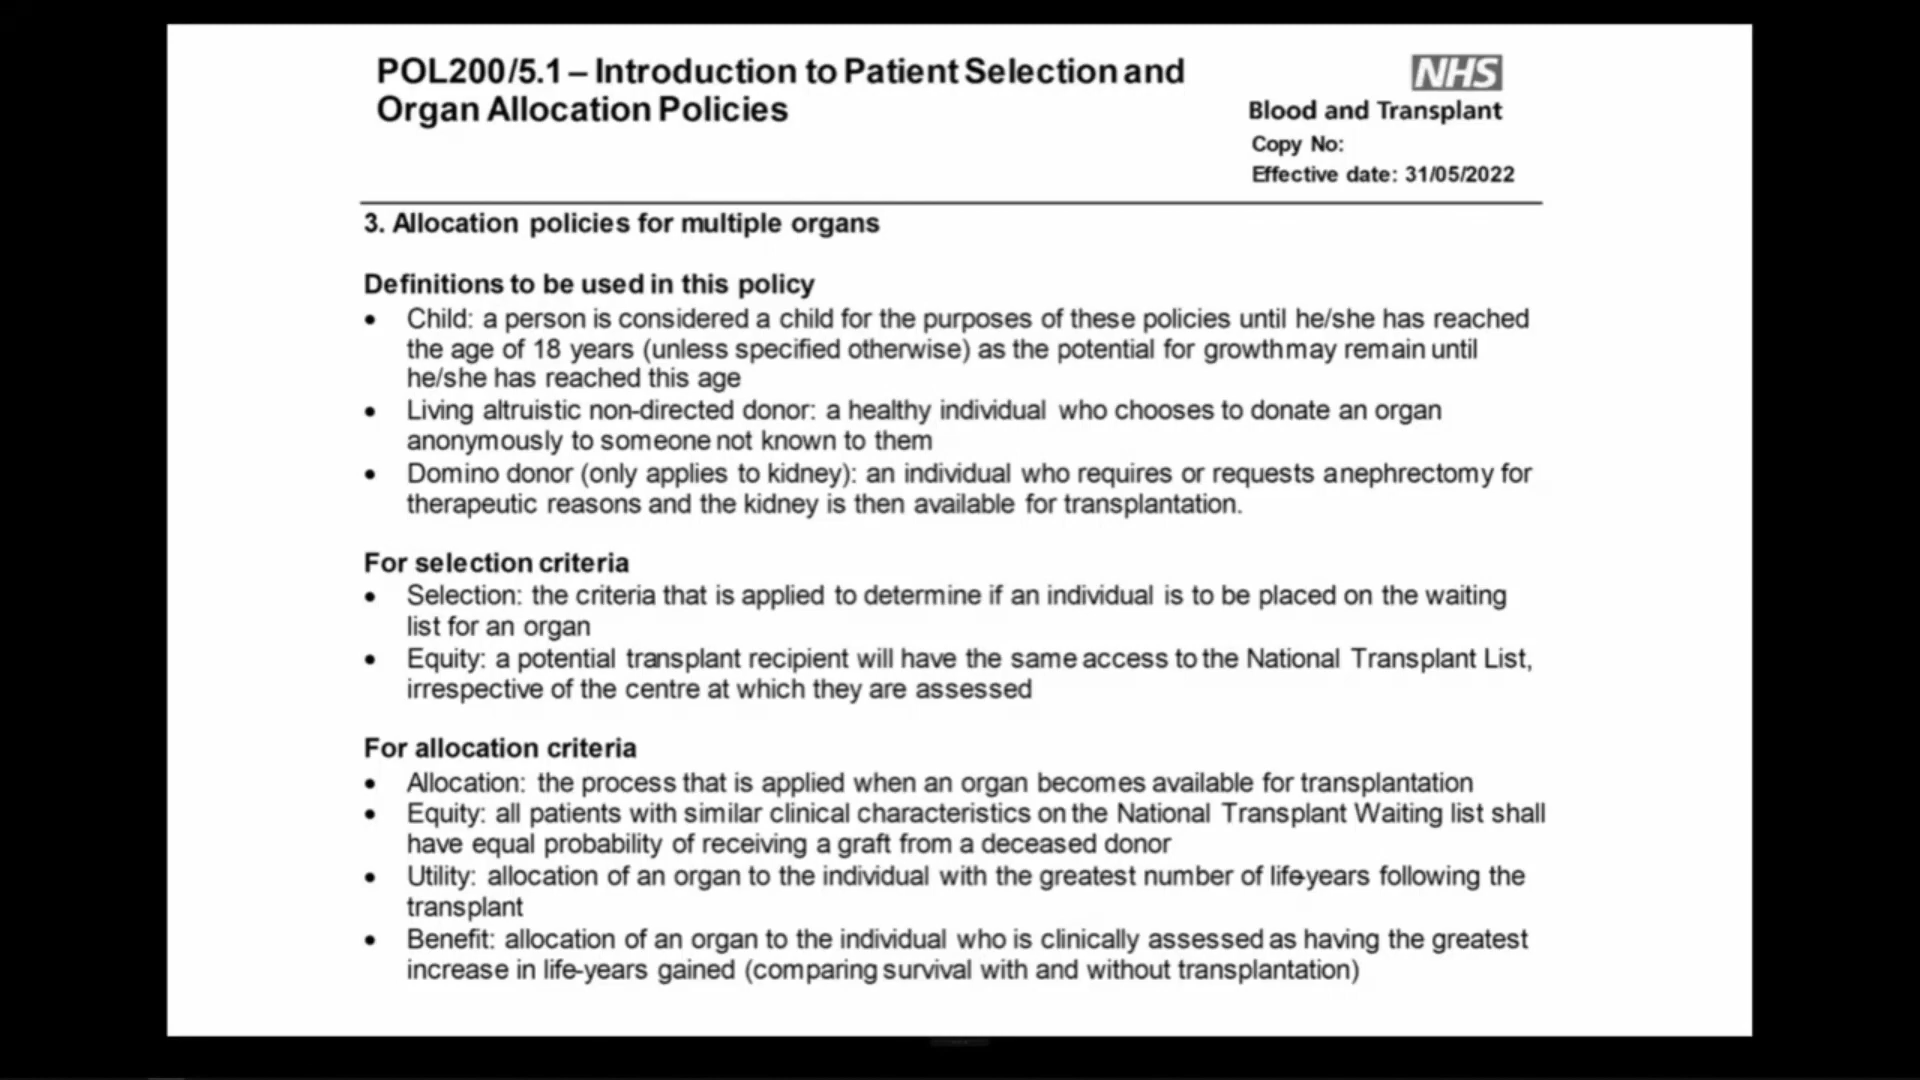 POL200/5.1 – Introduction to Patient Selection and
Organ Allocation Policies
NHS
Blood and Transplant
Copy No:
Effective date: 31/05/2022
3. Allocation policies for multiple organs
Definitions to be used in this policy
• Child: a person is considered a child for the purposes of these policies until he/she has reached
the age of 18 years (unless specified otherwise) as the potential for growth may remain until
he/she has reached this age
• Living altruistic non-directed donor: a healthy individual who chooses to donate an organ
anonymously to someone not known to them
• Domino donor (only applies to kidney): an individual who requires or requests a nephrectomy for
therapeutic reasons and the kidney is then available for transplantation.
For selection criteria
• Selection: the criteria that is applied to determine if an individual is to be placed on the waiting
list for an organ
• Equity: a potential transplant recipient will have the same access to the National Transplant List,
irrespective of the centre at which they are assessed
For allocation criteria
• Allocation: the process that is applied when an organ becomes available for transplantation
• Equity: all patients with similar clinical characteristics on the National Transplant Waiting list shall
have equal probability of receiving a graft from a deceased donor
• Utility: allocation of an organ to the individual with the greatest number of life-years following the
transplant
• Benefit: allocation of an organ to the individual who is clinically assessed as having the greatest
increase in life-years gained (comparing survival with and without transplantation)